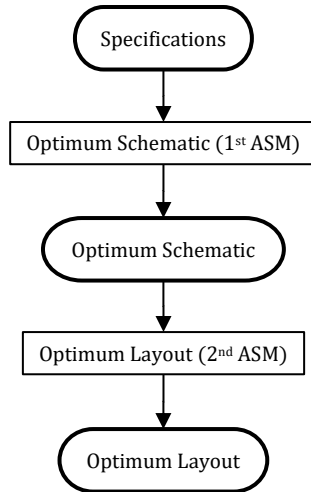 Specifications
Optimum Schematic (1st ASM)
Optimum Schematic
Optimum Layout (2nd ASM)
Optimum Layout